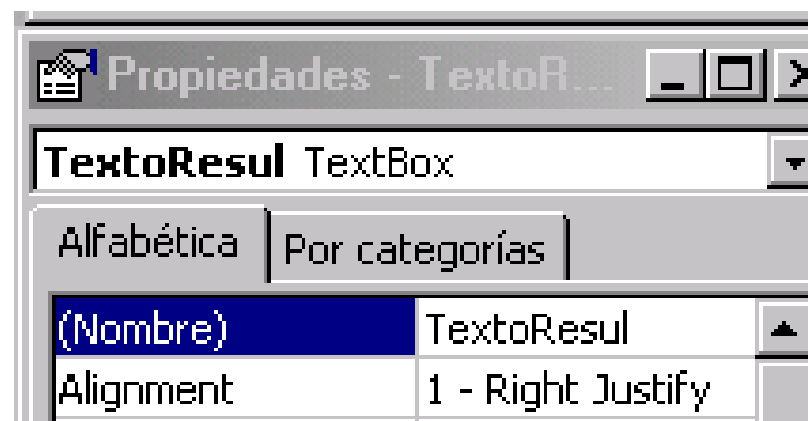 Propiedades - TextoR...
TextoResul TextBox
Alfabética Por categorías
(Nombre) TextoResul
Alignment 1 - Right Justify